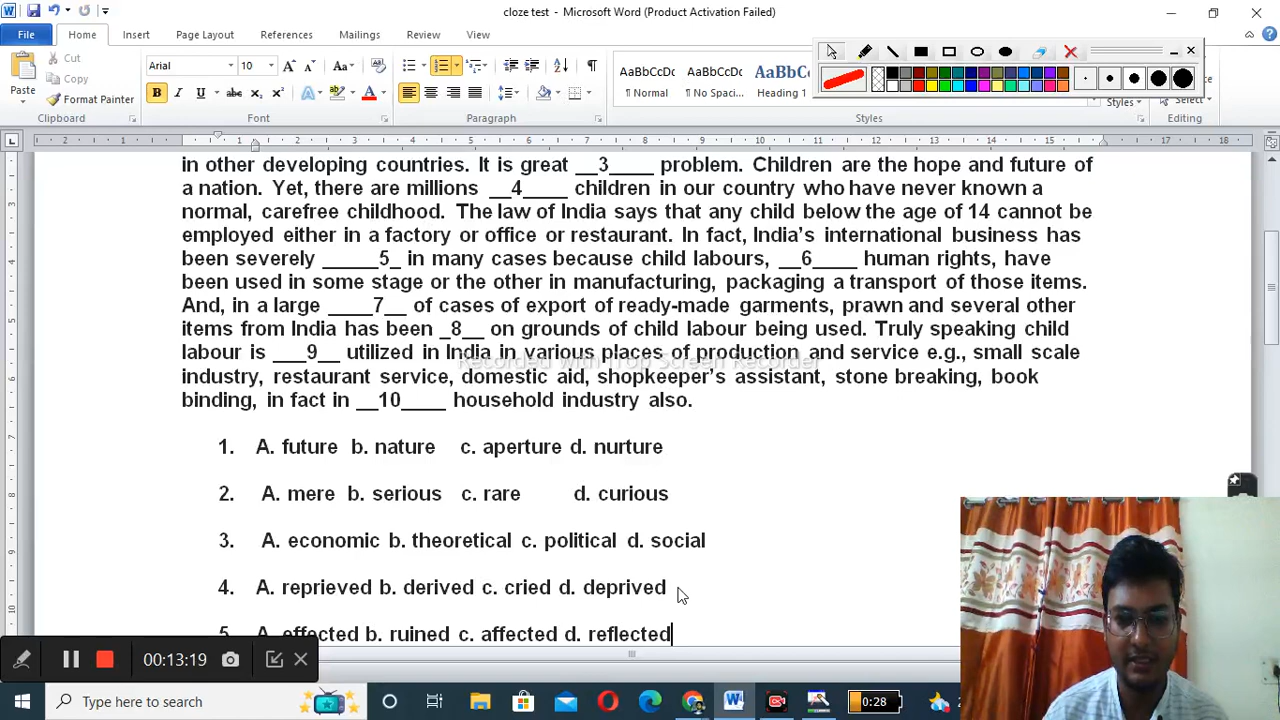 cloze test - Microsoft Word (Product Activation Failed)
File Home Insert Page Layout References Mailings Review View
Cut
Copy
Format Painter
Paste
Clipboard
Arial 10
Font
Paragraph
AaBbCcDc AaBbCcDc AaBbCc
¶ Normal ¶ No Spaci... Heading 1
Styles
Styles
Select
Editing
in other developing countries. It is great __3____ problem. Children are the hope and future of
a nation. Yet, there are millions __4____ children in our country who have never known a
normal, carefree childhood. The law of India says that any child below the age of 14 cannot be
employed either in a factory or office or restaurant. In fact, India's international business has
been severely _____5_ in many cases because child labours, __6____ human rights, have
been used in some stage or the other in manufacturing, packaging a transport of those items.
And, in a large ____7__ of cases of export of ready-made garments, prawn and several other
items from India has been _8__ on grounds of child labour being used. Truly speaking child
labour is ___9__ utilized in India in various places of production and service e.g., small scale
Recorded with Trop Screen Recorder
industry, restaurant service, domestic aid, shopkeeper's assistant, stone breaking, book
binding, in fact in __10____ household industry also.
1. A. future b. nature c. aperture d. nurture
2. A. mere b. serious c. rare d. curious
3. A. economic b. theoretical c. political d. social
4. A. reprieved b. derived c. cried d. deprived
5. A. effected b. ruined c. affected d. reflected
00:13:19
Type here to search
0:28